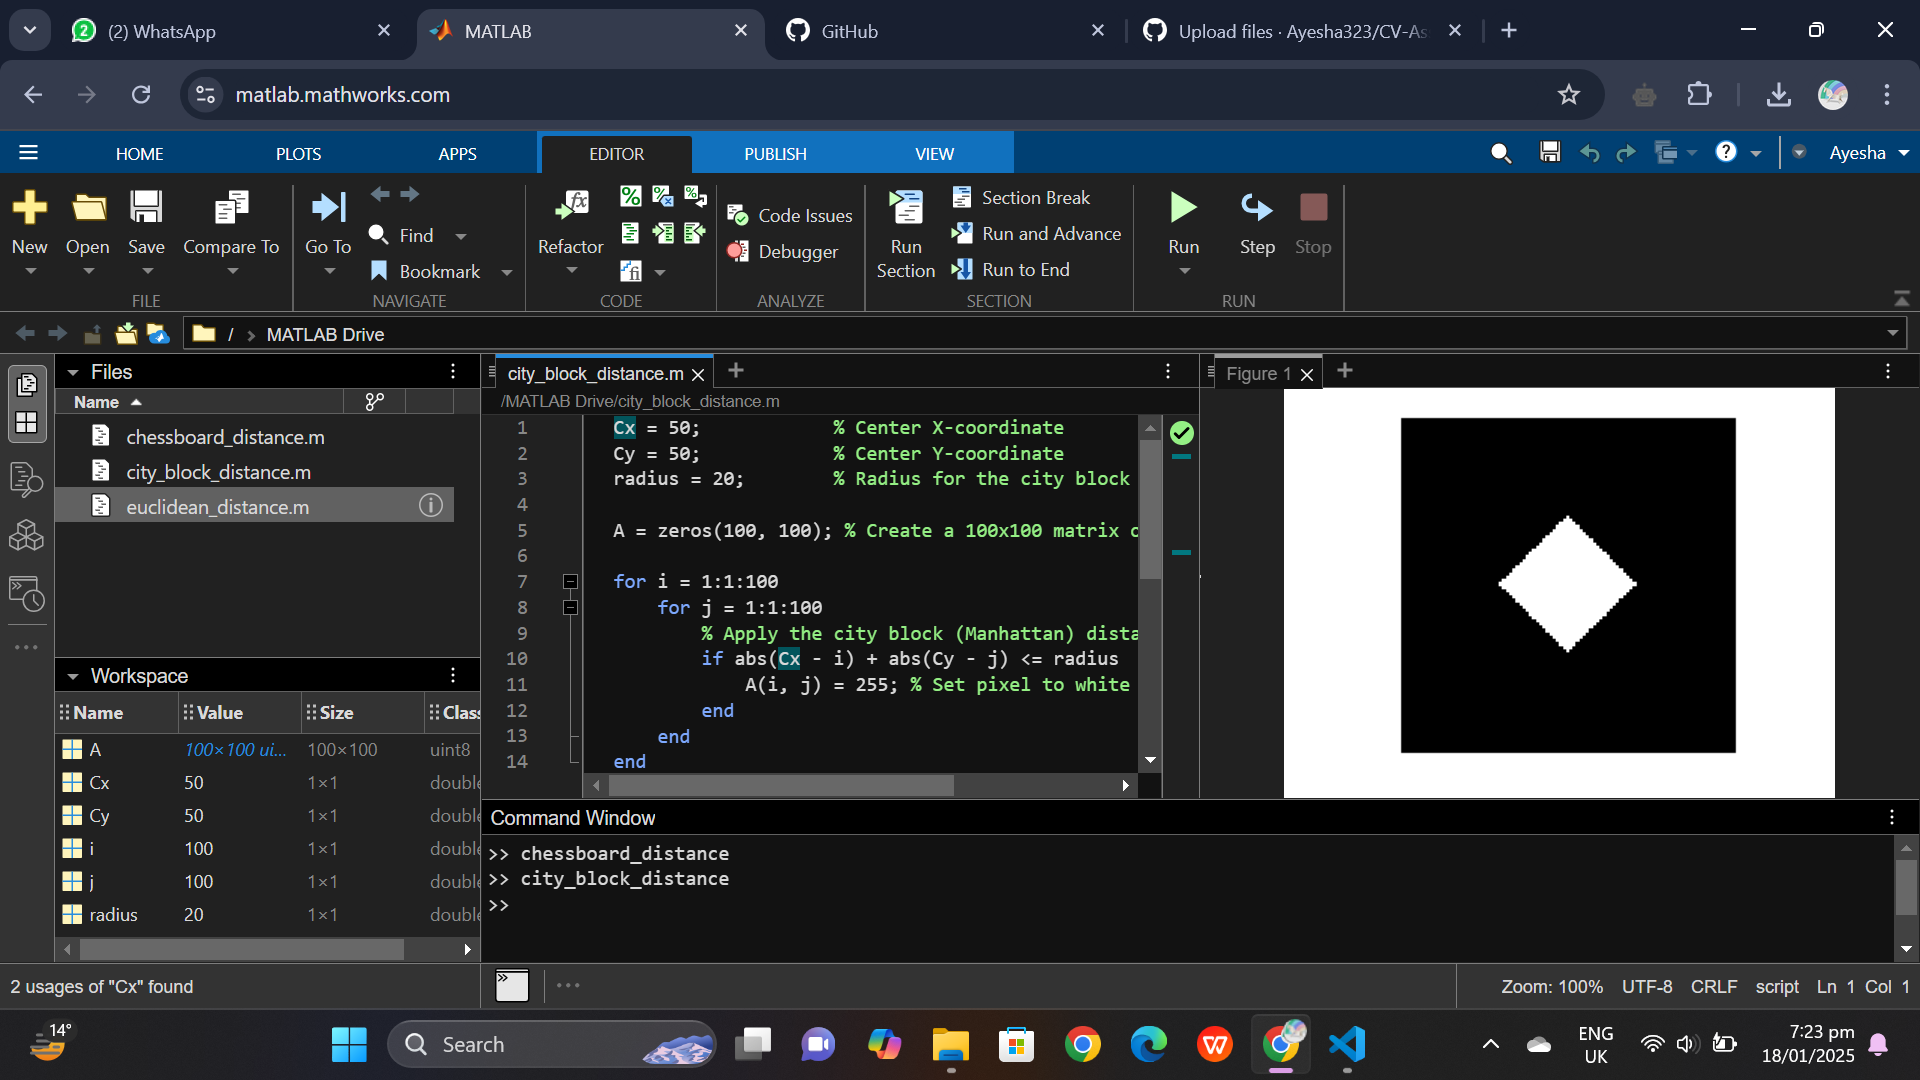 (2) WhatsApp
MATLAB
GitHub
Upload files · Ayesha323/CV-As
matlab.mathworks.com
HOME PLOTS APPS EDITOR PUBLISH VIEW
Ayesha
New Open Save Compare To
FILE
Go To
Find
Bookmark
NAVIGATE
Refactor
CODE
Code Issues
Debugger
ANALYZE
Run Section
Section Break
Run and Advance
Run to End
SECTION
Run Step Stop
RUN
/ > MATLAB Drive
Files
Name
chessboard_distance.m
city_block_distance.m
euclidean_distance.m
Workspace
Name Value Size Clas
A 100×100 ui... 100×100 uint8
Cx 50 1×1 double
Cy 50 1×1 double
i 100 1×1 double
j 100 1×1 double
radius 20 1×1 double
city_block_distance.m
/MATLAB Drive/city_block_distance.m
1 Cx = 50; % Center X-coordinate
2 Cy = 50; % Center Y-coordinate
3 radius = 20; % Radius for the city block
4
5 A = zeros(100, 100); % Create a 100x100 matrix
6
7 for i = 1:1:100
8 for j = 1:1:100
9 % Apply the city block (Manhattan) dista
10 if abs(Cx - i) + abs(Cy - j) <= radius
11 A(i, j) = 255; % Set pixel to white
12 end
13 end
14 end
Figure 1
Command Window
>> chessboard_distance
>> city_block_distance
>>
2 usages of "Cx" found
Zoom: 100% UTF-8 CRLF script Ln 1 Col 1
14°
Search
ENG
UK
7:23 pm
18/01/2025